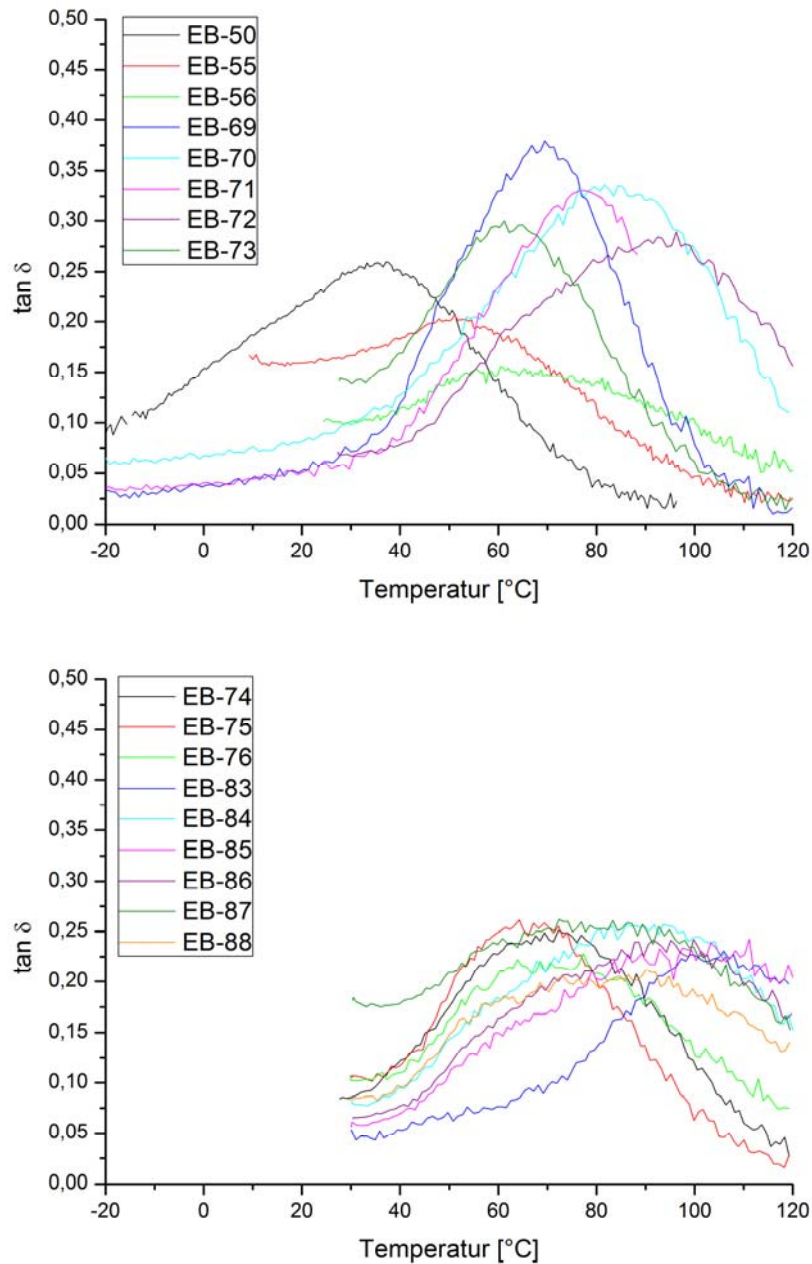 0,50
0,45
0,40
0,35
0,30
0,25
0,20
0,15
0,10
0,05
0,00
tan δ
EB-50
EB-55
EB-56
EB-69
EB-70
EB-71
EB-72
EB-73
-20 0 20 40 60 80 100 120
Temperatur [°C]
0,50
0,45
0,40
0,35
0,30
0,25
0,20
0,15
0,10
0,05
0,00
tan δ
EB-74
EB-75
EB-76
EB-83
EB-84
EB-85
EB-86
EB-87
EB-88
-20 0 20 40 60 80 100 120
Temperatur [°C]